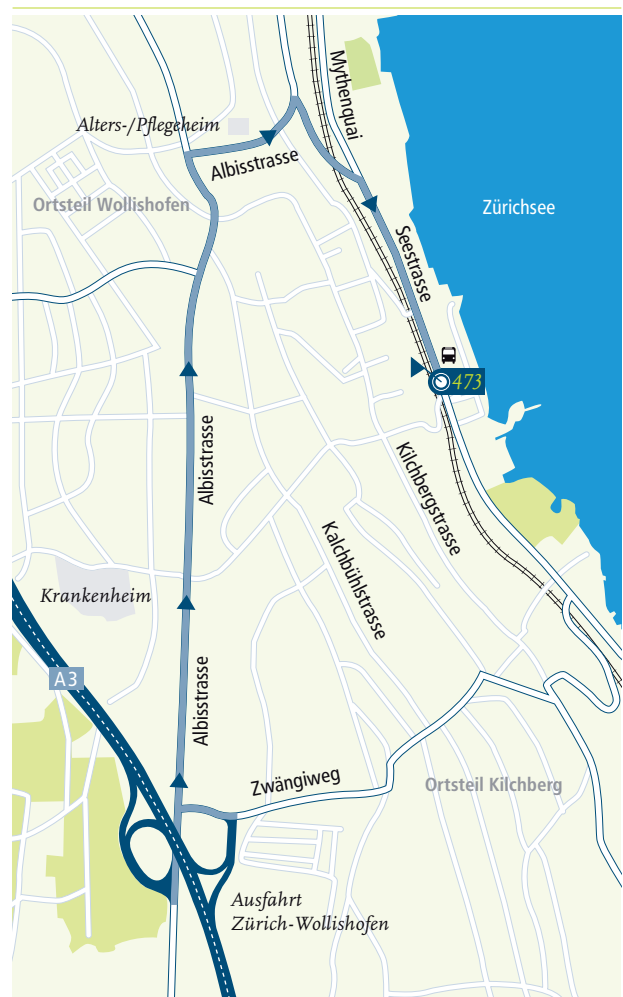 Mythenquai
Alters-/Pflegeheim
Albisstrasse
Ortsteil Wollishofen
Zürichsee
Seestrasse
473
Albisstrasse
Kilchbergstrasse
Kalchbühlstrasse
Krankenheim
A3
Albisstrasse
Zwängiweg
Ortsteil Kilchberg
Ausfahrt
Zürich-Wollishofen